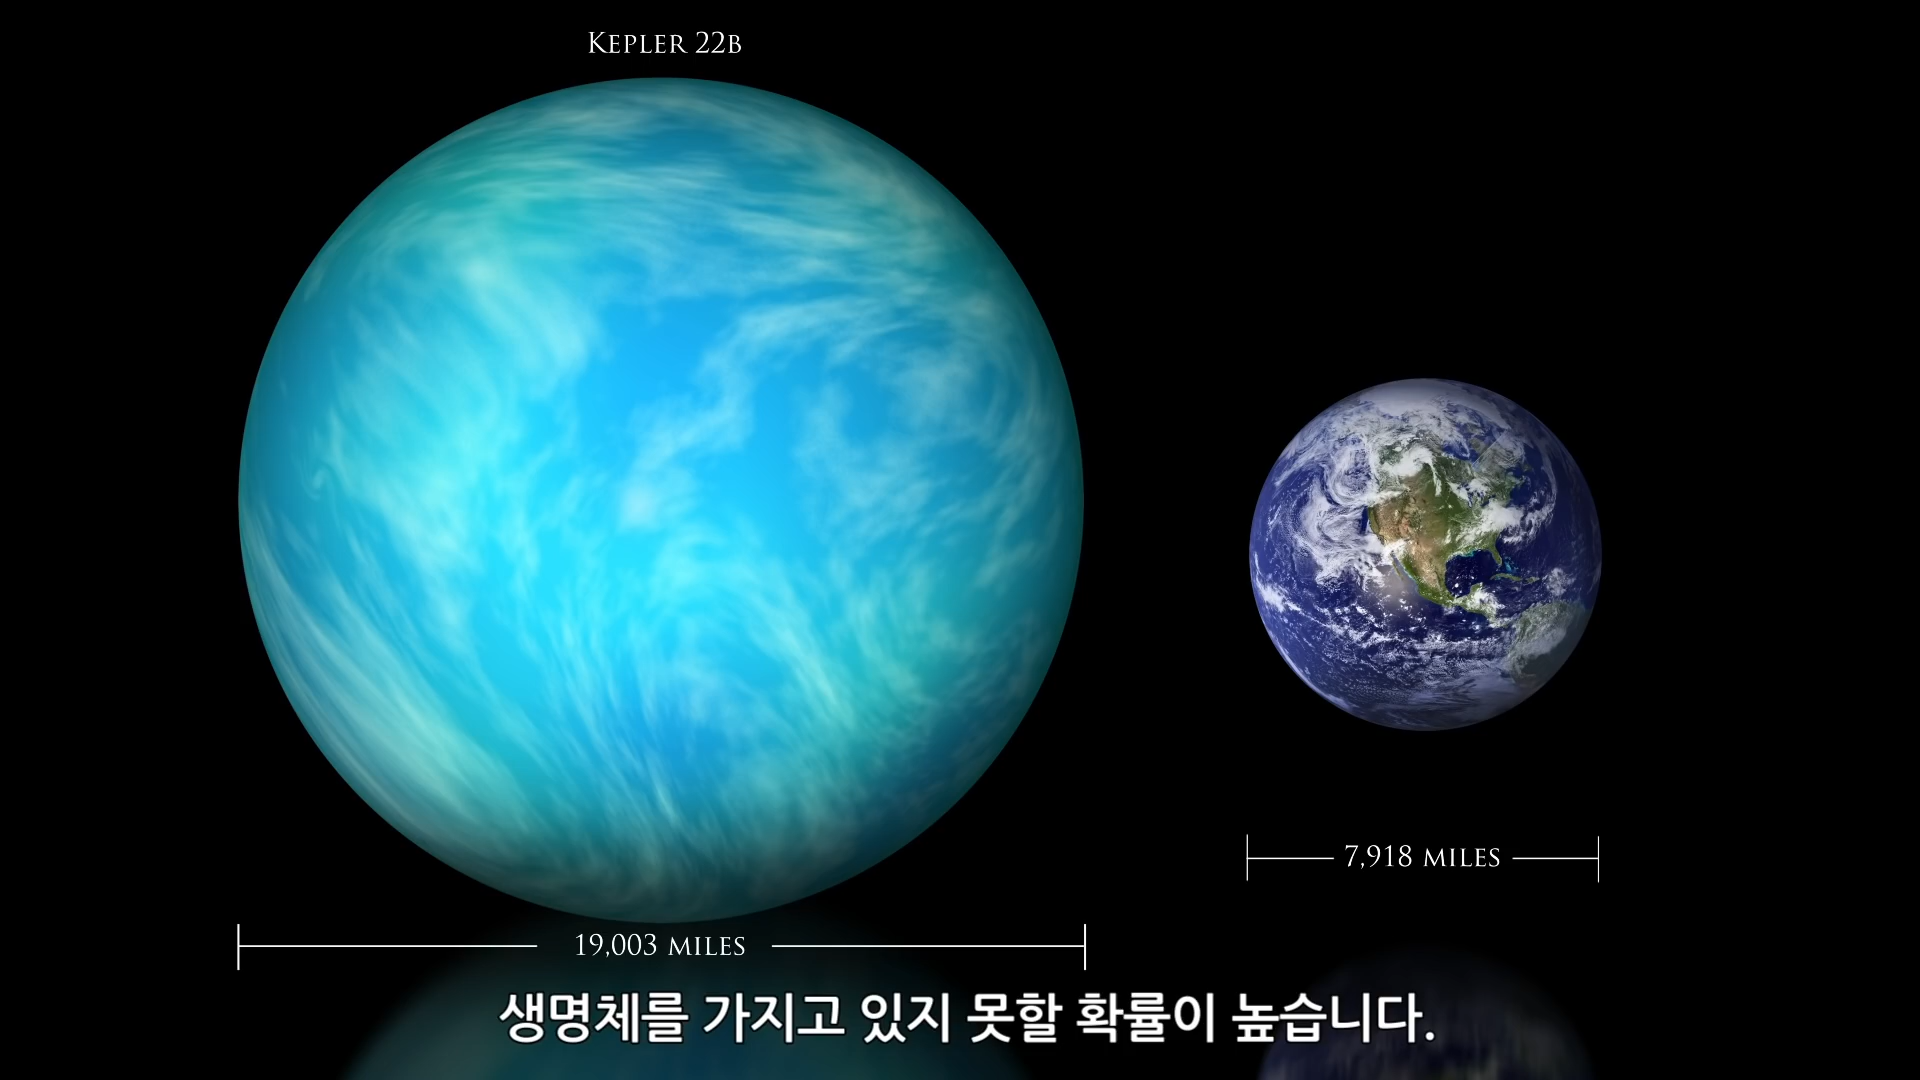 KEPLER 22B
7,918 MILES
19,003 MILES
생명체를 가지고 있지 못할 확률이 높습니다.